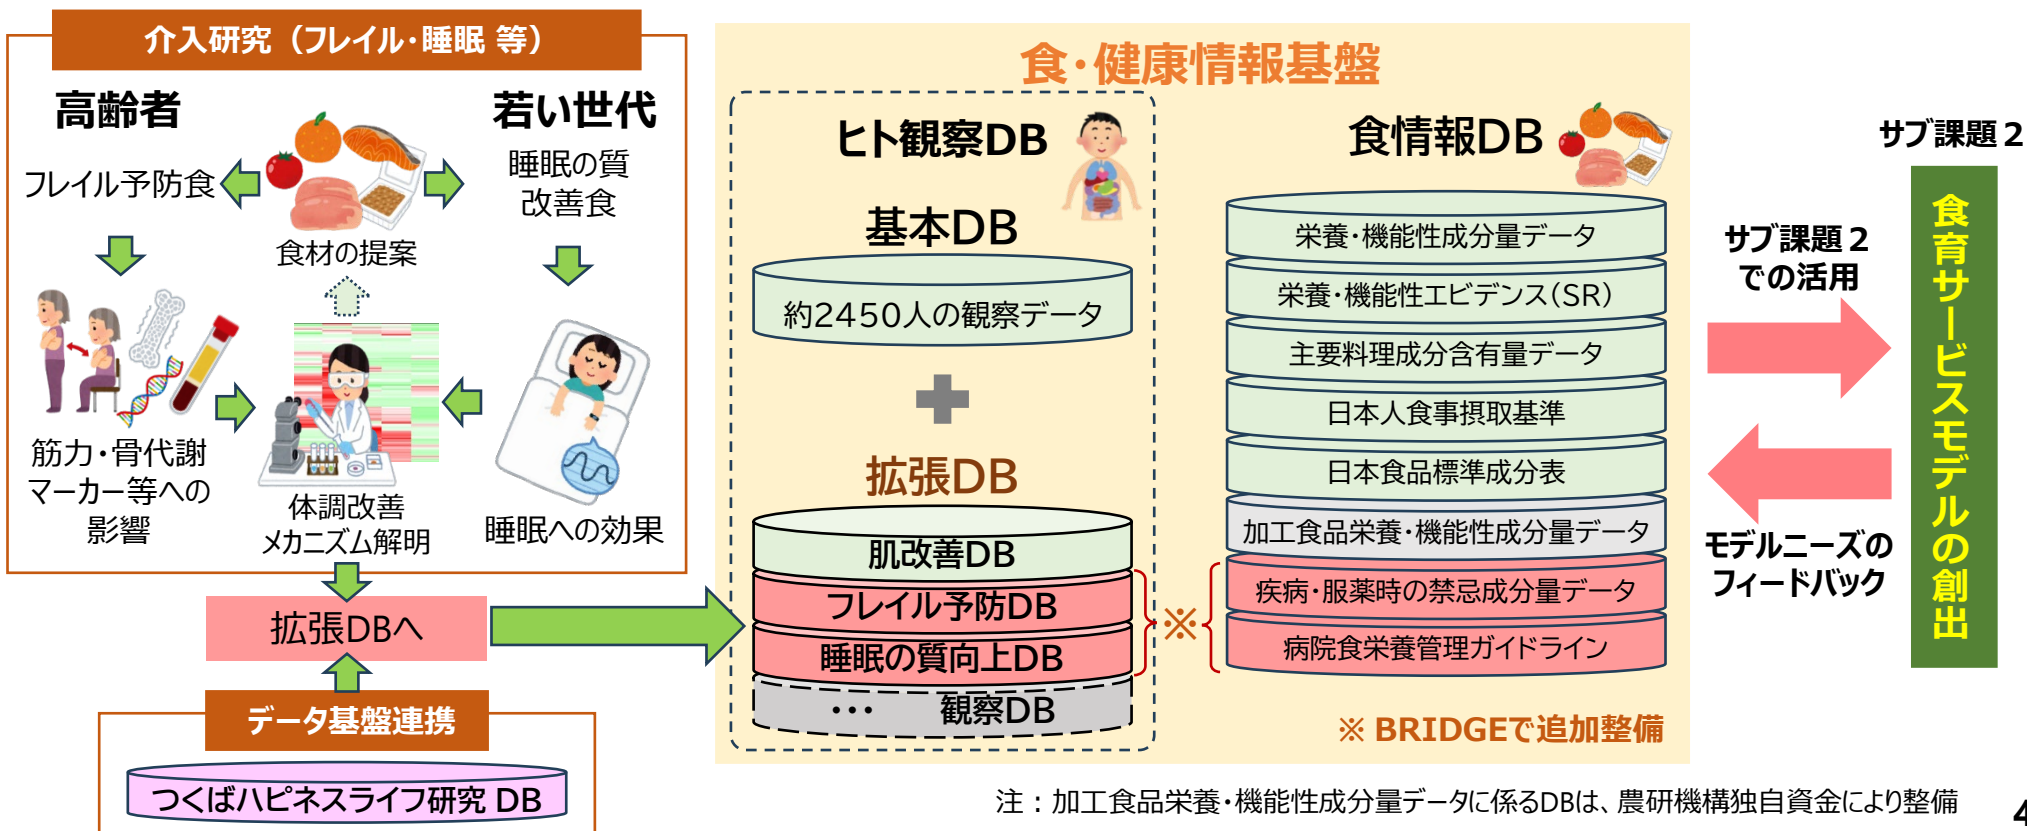 介入研究（フレイル・睡眠 等）
高齢者
若い世代
フレイル予防食
睡眠の質
改善食
食材の提案
筋力・骨代謝
マーカー等への
影響
体調改善
メカニズム解明
睡眠への効果
拡張DBへ
データ基盤連携
つくばハピネスライフ研究 DB
食・健康情報基盤
ヒト観察DB
基本DB
約2450人の観察データ
拡張DB
肌改善DB
フレイル予防DB
睡眠の質向上DB
… 観察DB
※
食情報DB
栄養・機能性成分量データ
栄養・機能性エビデンス（SR）
主要料理成分含有量データ
日本人食事摂取基準
日本食品標準成分表
加工食品栄養・機能性成分量データ
疾病・服薬時の禁忌成分量データ
病院食栄養管理ガイドライン
※ BRIDGEで追加整備
サブ課題２
での活用
モデルニーズの
フィードバック
サブ課題２
食育サービスモデルの創出
注：加工食品栄養・機能性成分量データに係るDBは、農研機構独自資金により整備
4